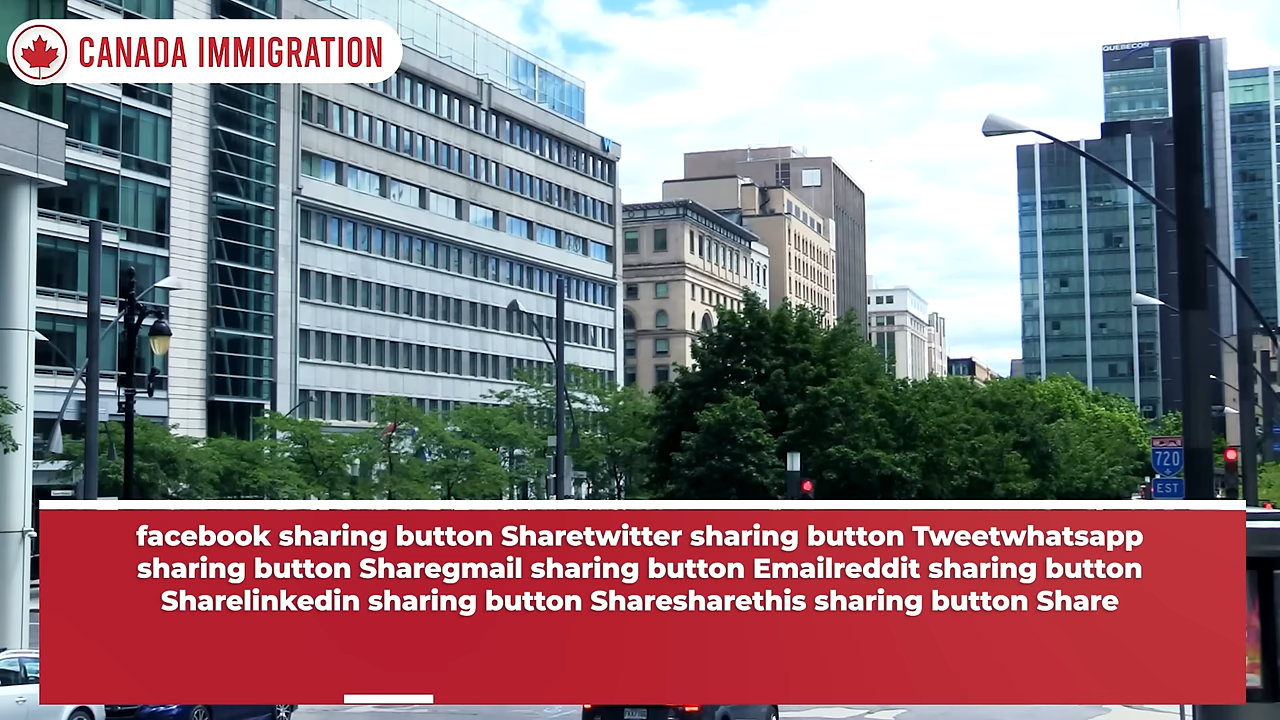 CANADA IMMIGRATION
QUEBECOR
W
720
EST
facebook sharing button Sharetwitter sharing button Tweetwhatsapp
sharing button Sharegmail sharing button Emailreddit sharing button
Sharelinkedin sharing button Sharesharethis sharing button Share